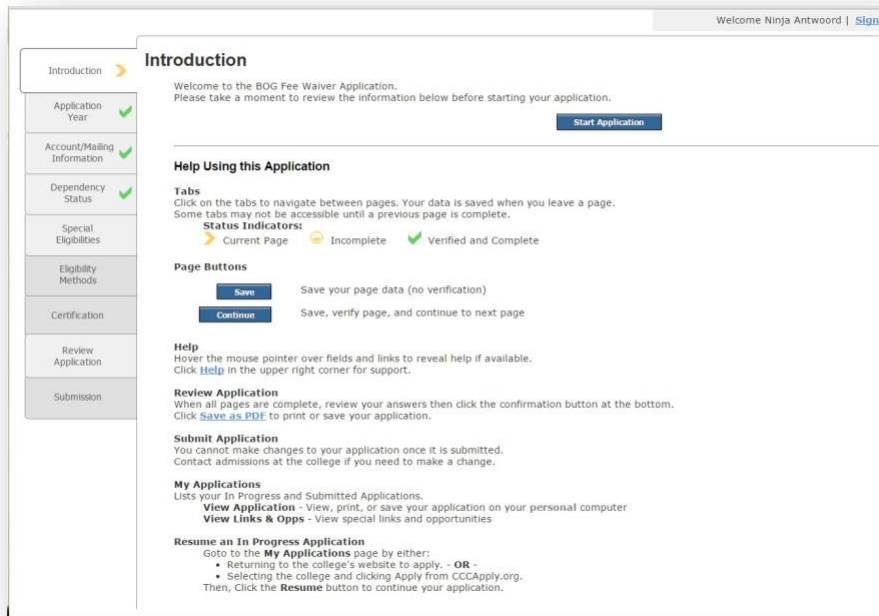 Welcome Ninja Antwoord | Sign
Introduction
Application
Year
Account/Mailing
Information
Dependency
Status
Special
Eligibilities
Eligibility
Methods
Certification
Review
Application
Submission
Introduction
Welcome to the BOG Fee Waiver Application.
Please take a moment to review the information below before starting your application.
Start Application
Help Using this Application
Tabs
Click on the tabs to navigate between pages. Your data is saved when you leave a page.
Some tabs may not be accessible until a previous page is complete.
Status Indicators:
Current Page Incomplete Verified and Complete
Page Buttons
Save Save your page data (no verification)
Continue Save, verify page, and continue to next page
Help
Hover the mouse pointer over fields and links to reveal help if available.
Click Help in the upper right corner for support.
Review Application
When all pages are complete, review your answers then click the confirmation button at the bottom.
Click Save as PDF to print or save your application.
Submit Application
You cannot make changes to your application once it is submitted.
Contact admissions at the college if you need to make a change.
My Applications
Lists your In Progress and Submitted Applications.
View Application - View, print, or save your application on your personal computer
View Links & Opps - View special links and opportunities
Resume an In Progress Application
Goto to the My Applications page by either:
• Returning to the college's website to apply. - OR -
• Selecting the college and clicking Apply from CCCApply.org.
Then, Click the Resume button to continue your application.